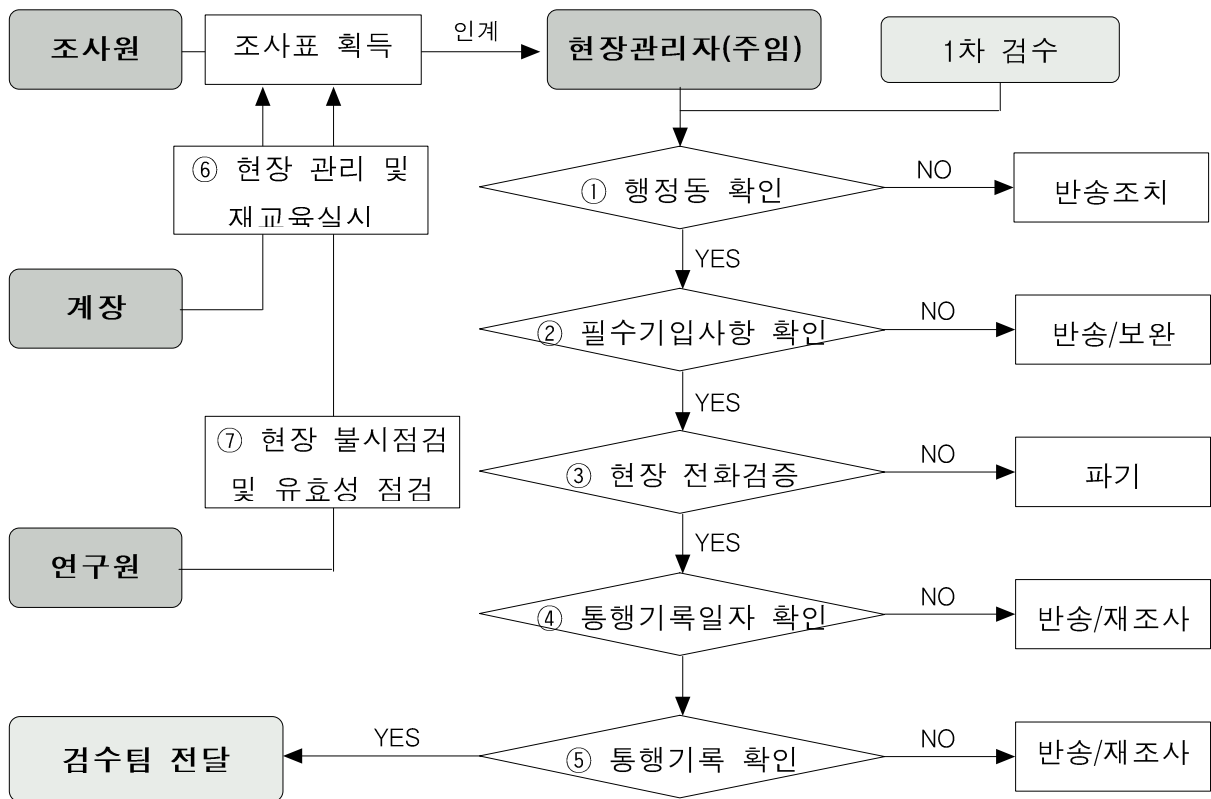 조사원
조사표 획득
인계
현장관리자(주임)
1차 검수
⑥ 현장 관리 및
재교육실시
① 행정동 확인
NO
반송조치
YES
계장
② 필수기입사항 확인
NO
반송/보완
YES
⑦ 현장 불시점검
및 유효성 점검
③ 현장 전화검증
NO
파기
YES
연구원
④ 통행기록일자 확인
NO
반송/재조사
검수팀 전달
YES
⑤ 통행기록 확인
NO
반송/재조사